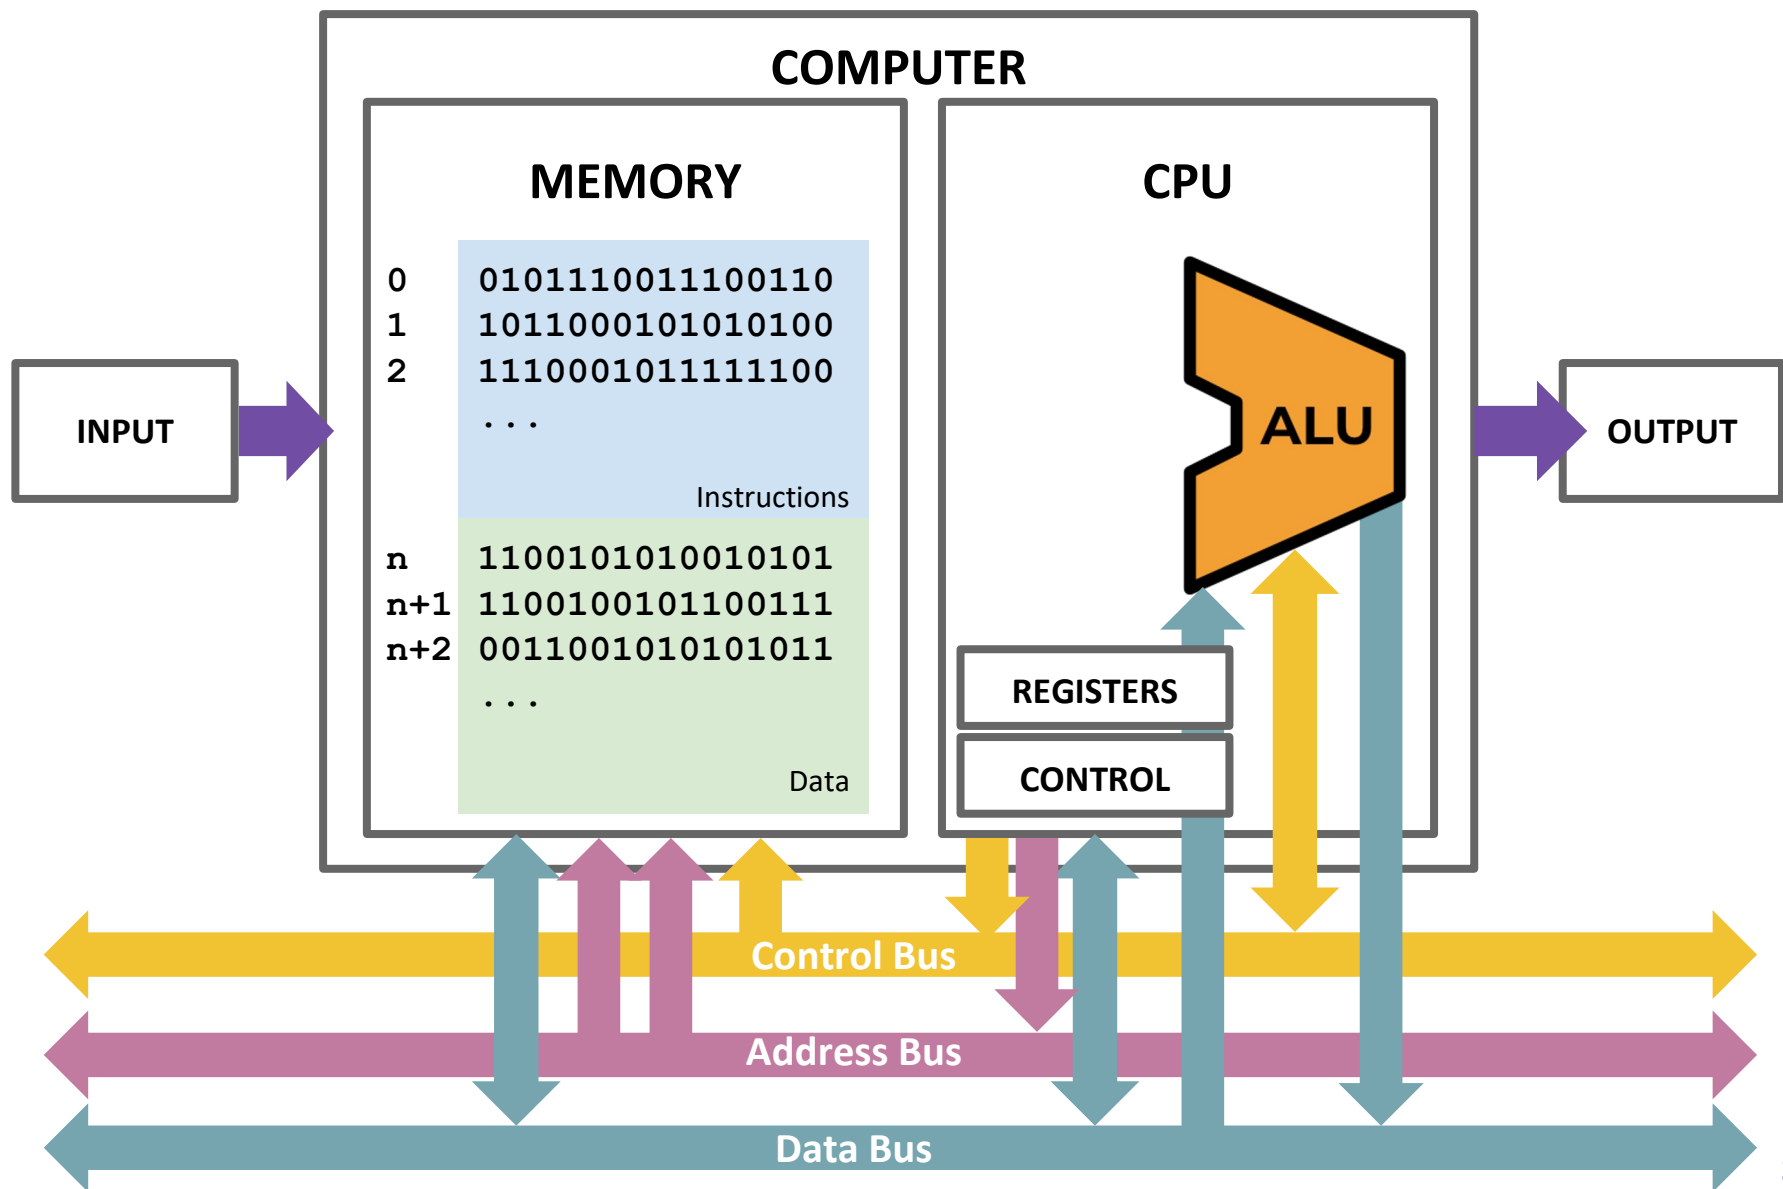 COMPUTER
MEMORY
0 0101110011100110
1 1011000101010100
2 1110001011111100
...
Instructions
n 1100101010010101
n+1 1100100101100111
n+2 0011001010101011
...
Data
CPU
ALU
REGISTERS
CONTROL
INPUT
OUTPUT
Control Bus
Address Bus
Data Bus